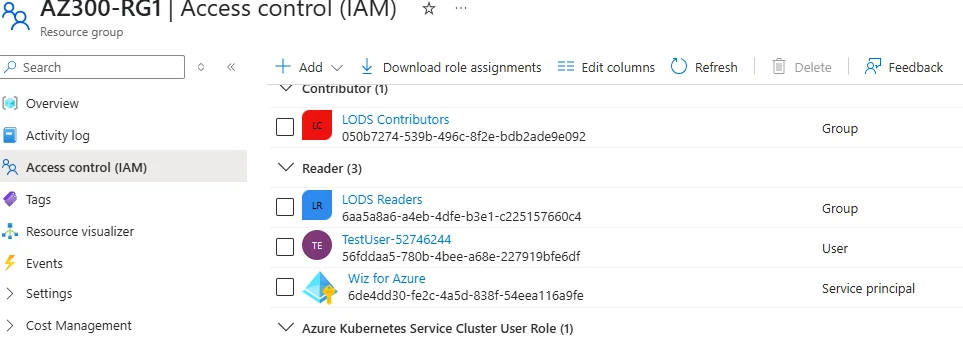 AZ300-RG1 | Access control (IAM) ☆ ...
Resource group
Search
Add Download role assignments Edit columns Refresh Delete Feedback
Overview
Activity log
Access control (IAM)
Tags
Resource visualizer
Events
Settings
Cost Management
Contributor (1)
LC LODS Contributors
050b7274-539b-496c-8f2e-bdb2ade9e092
Group
Reader (3)
LR LODS Readers
6aa5a8a6-a4eb-4dfe-b3e1-c225157660c4
Group
TE TestUser-52746244
56fddaa5-780b-4bee-a68e-227919bfe6df
User
Wiz for Azure
6de4dd30-fe2c-4a5d-838f-54eea116a9fe
Service principal
Azure Kubernetes Service Cluster User Role (1)